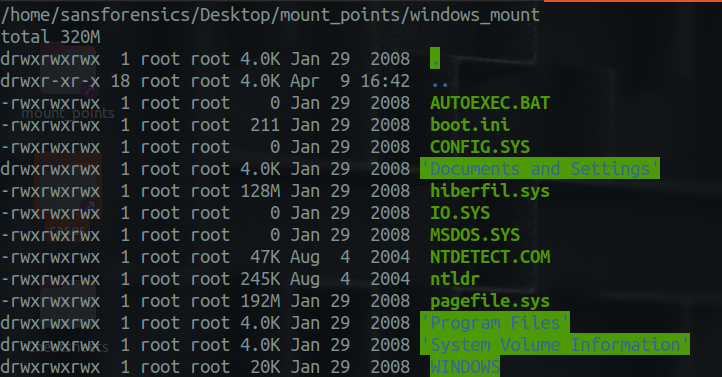 /home/sansforensics/Desktop/mount_points/windows_mount
total 320M
drwxrwxrwx  1 root root 4.0K Jan 29  2008  .
drwxr-xr-x 18 root root 4.0K Apr  9 16:42  ..
-rwxrwxrwx  1 root root    0 Jan 29  2008  AUTOEXEC.BAT
-rwxrwxrwx  1 root root  211 Jan 29  2008  boot.ini
-rwxrwxrwx  1 root root    0 Jan 29  2008  CONFIG.SYS
drwxrwxrwx  1 root root 4.0K Jan 29  2008 'Documents and Settings'
-rwxrwxrwx  1 root root 128M Jan 29  2008  hiberfil.sys
-rwxrwxrwx  1 root root    0 Jan 29  2008  IO.SYS
-rwxrwxrwx  1 root root    0 Jan 29  2008  MSDOS.SYS
-rwxrwxrwx  1 root root  47K Aug  4  2004  NTDETECT.COM
-rwxrwxrwx  1 root root 245K Aug  4  2004  ntldr
-rwxrwxrwx  1 root root 192M Jan 29  2008  pagefile.sys
drwxrwxrwx  1 root root 4.0K Jan 29  2008 'Program Files'
drwxrwxrwx  1 root root 4.0K Jan 29  2008 'System Volume Information'
drwxrwxrwx  1 root root  20K Jan 29  2008  WINDOWS
mount_points
cases